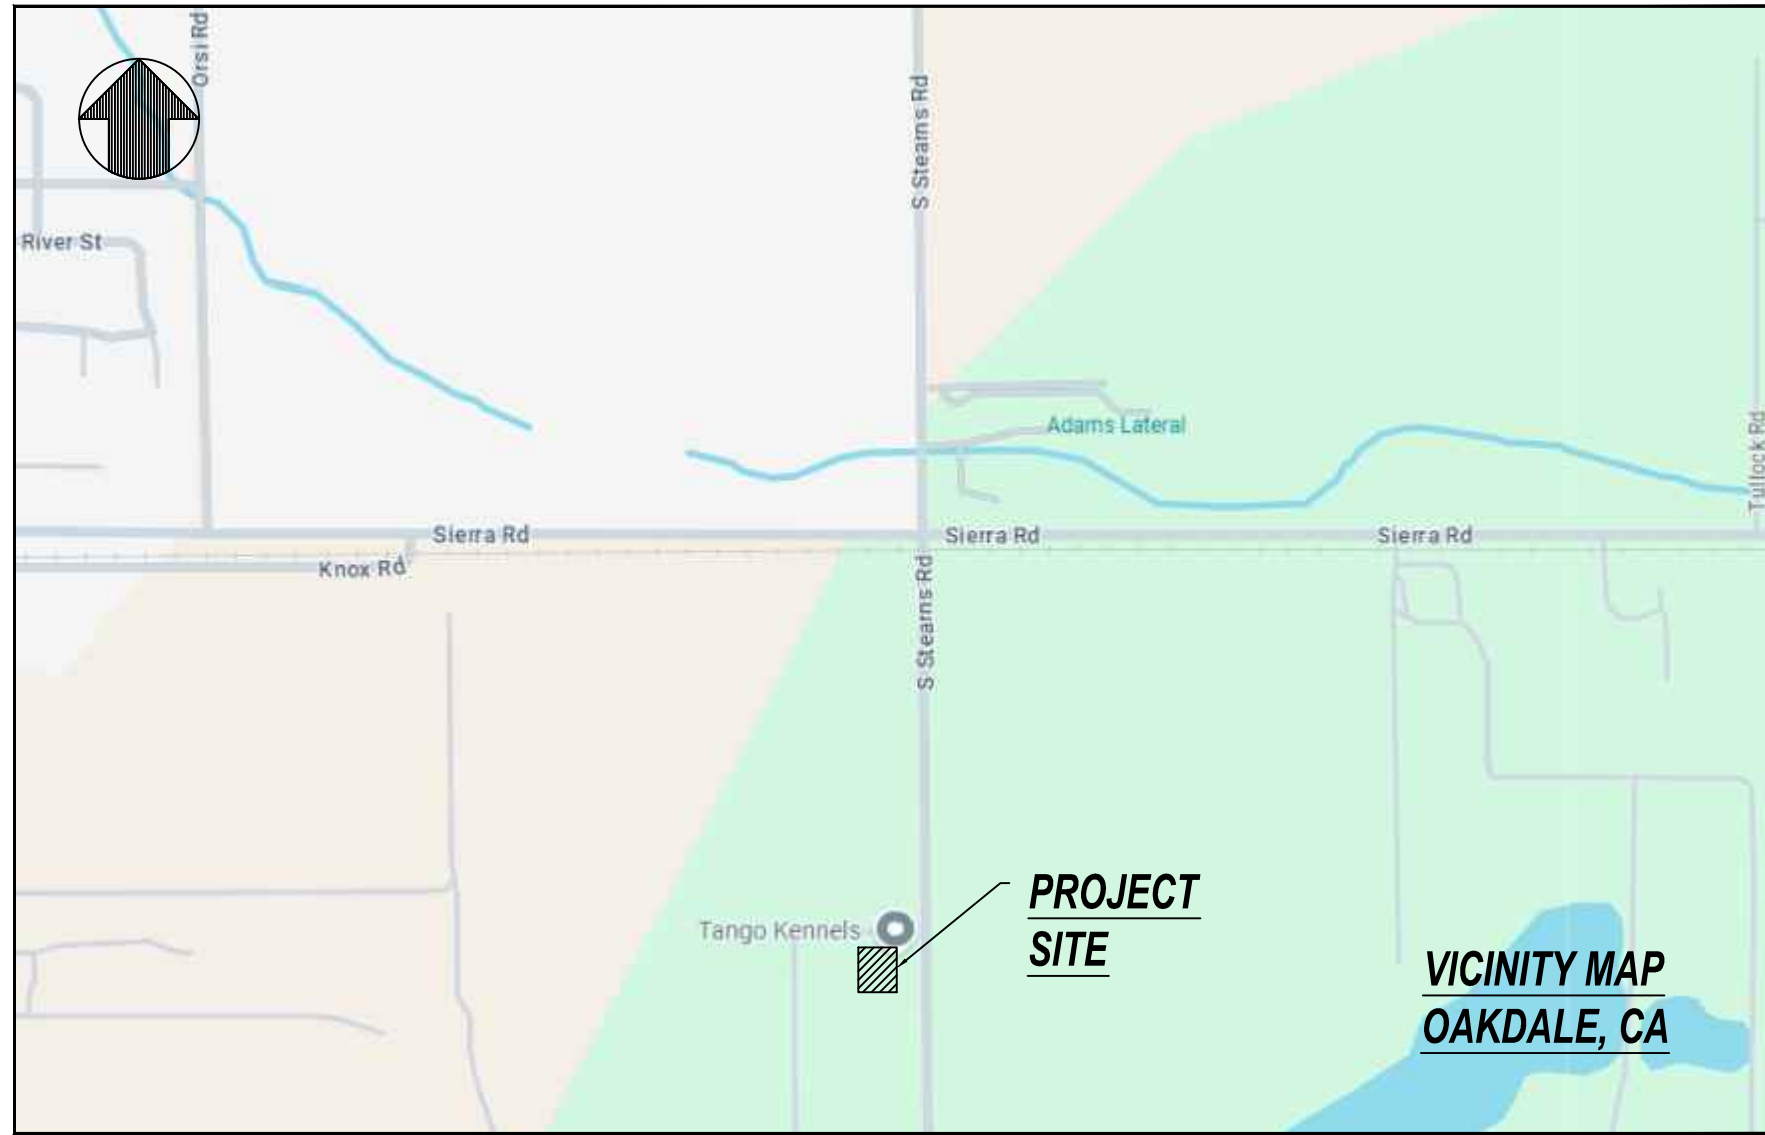 Orsi Rd
S Stearns Rd
River St
Adams Lateral
Tullock Rd
Sierra Rd
Sierra Rd
Sierra Rd
Knox Rd
S Stearns Rd
PROJECT
SITE
Tango Kennels
VICINITY MAP
OAKDALE, CA